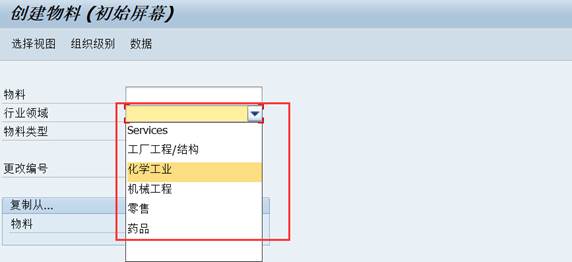 创建物料 (初始屏幕)
选择视图 组织级别 数据
物料
行业领域
物料类型
Services
工厂工程/结构
更改编号
化学工业
机械工程
复制从...
零售
物料
药品